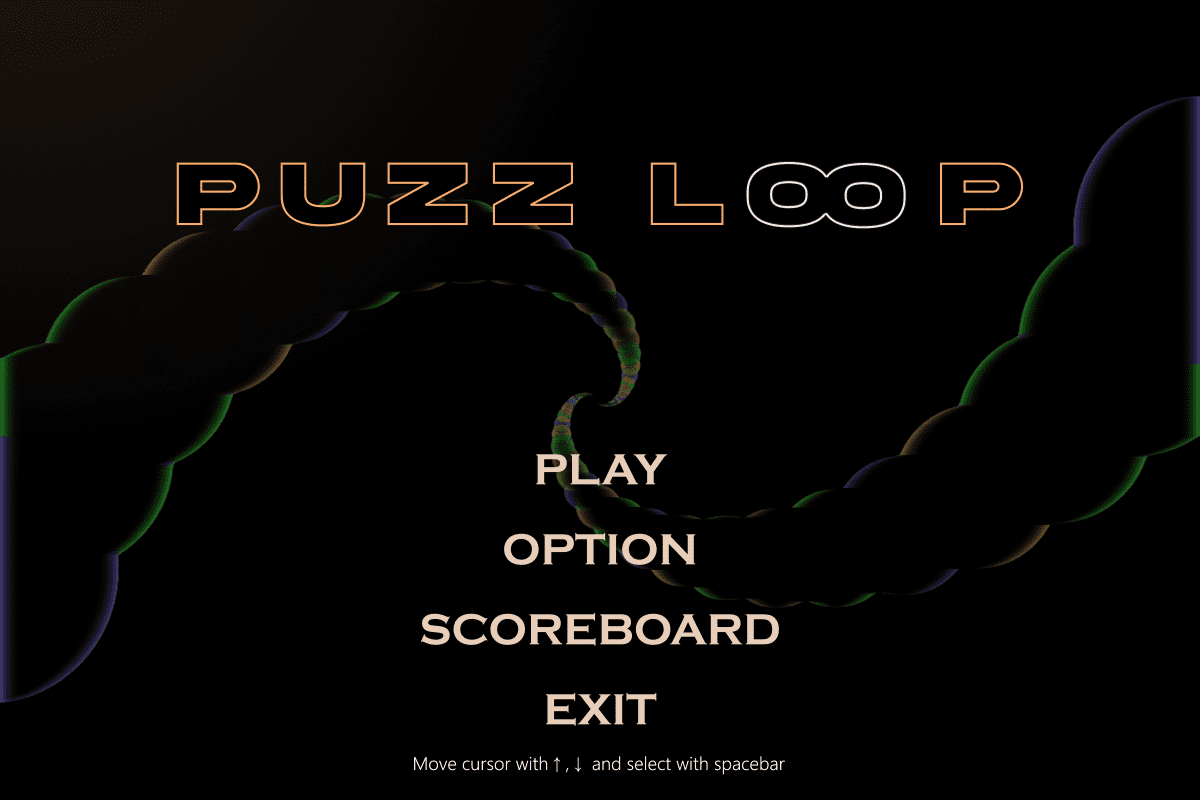 PUZZ LOOP
PLAY
OPTION
SCOREBOARD
EXIT
Move cursor with ↑ , ↓ and select with spacebar